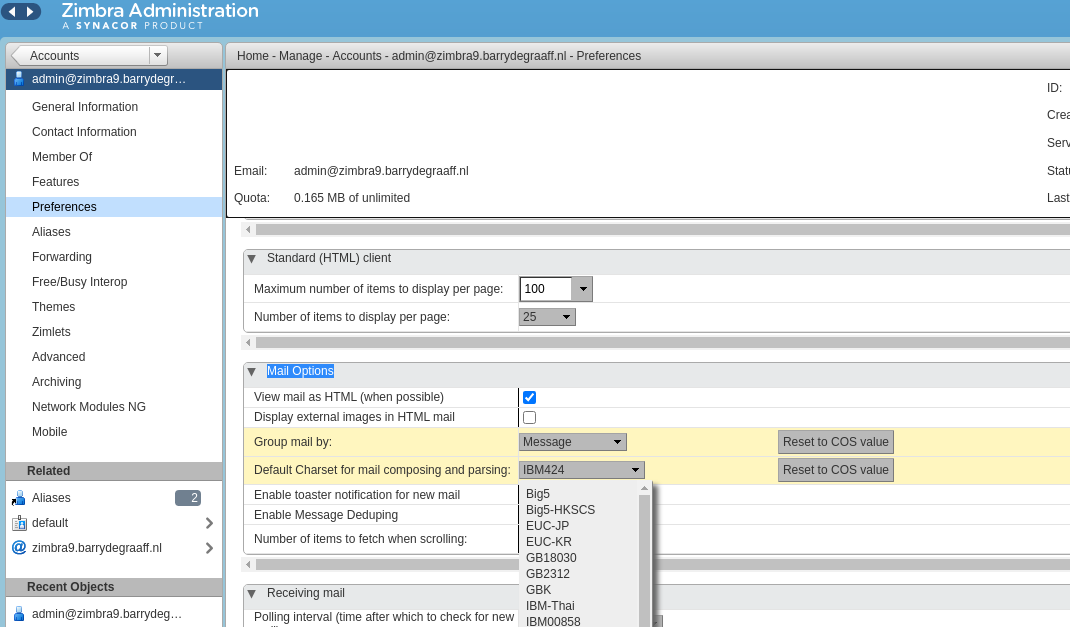 Zimbra Administration
A SYNACOR PRODUCT
Accounts
Home - Manage - Accounts - admin@zimbra9.barrydegraaff.nl - Preferences
admin@zimbra9.barrydegr…
General Information
Contact Information
Member Of
Features
Preferences
Aliases
Forwarding
Free/Busy Interop
Themes
Zimlets
Advanced
Archiving
Network Modules NG
Mobile
Related
Aliases 2
default
zimbra9.barrydegraaff.nl
Recent Objects
admin@zimbra9.barrydeg…
ID:
Crea
Serv
Email: admin@zimbra9.barrydegraaff.nl
Statu
Quota: 0.165 MB of unlimited
Last
Standard (HTML) client
Maximum number of items to display per page: 100
Number of items to display per page: 25
Mail Options
View mail as HTML (when possible)
Display external images in HTML mail
Group mail by: Message Reset to COS value
Default Charset for mail composing and parsing: IBM424 Reset to COS value
Enable toaster notification for new mail
Enable Message Deduping
Number of items to fetch when scrolling:
Big5
Big5-HKSCS
EUC-JP
EUC-KR
GB18030
GB2312
GBK
IBM-Thai
IBM00858
Receiving mail
Polling interval (time after which to check for new